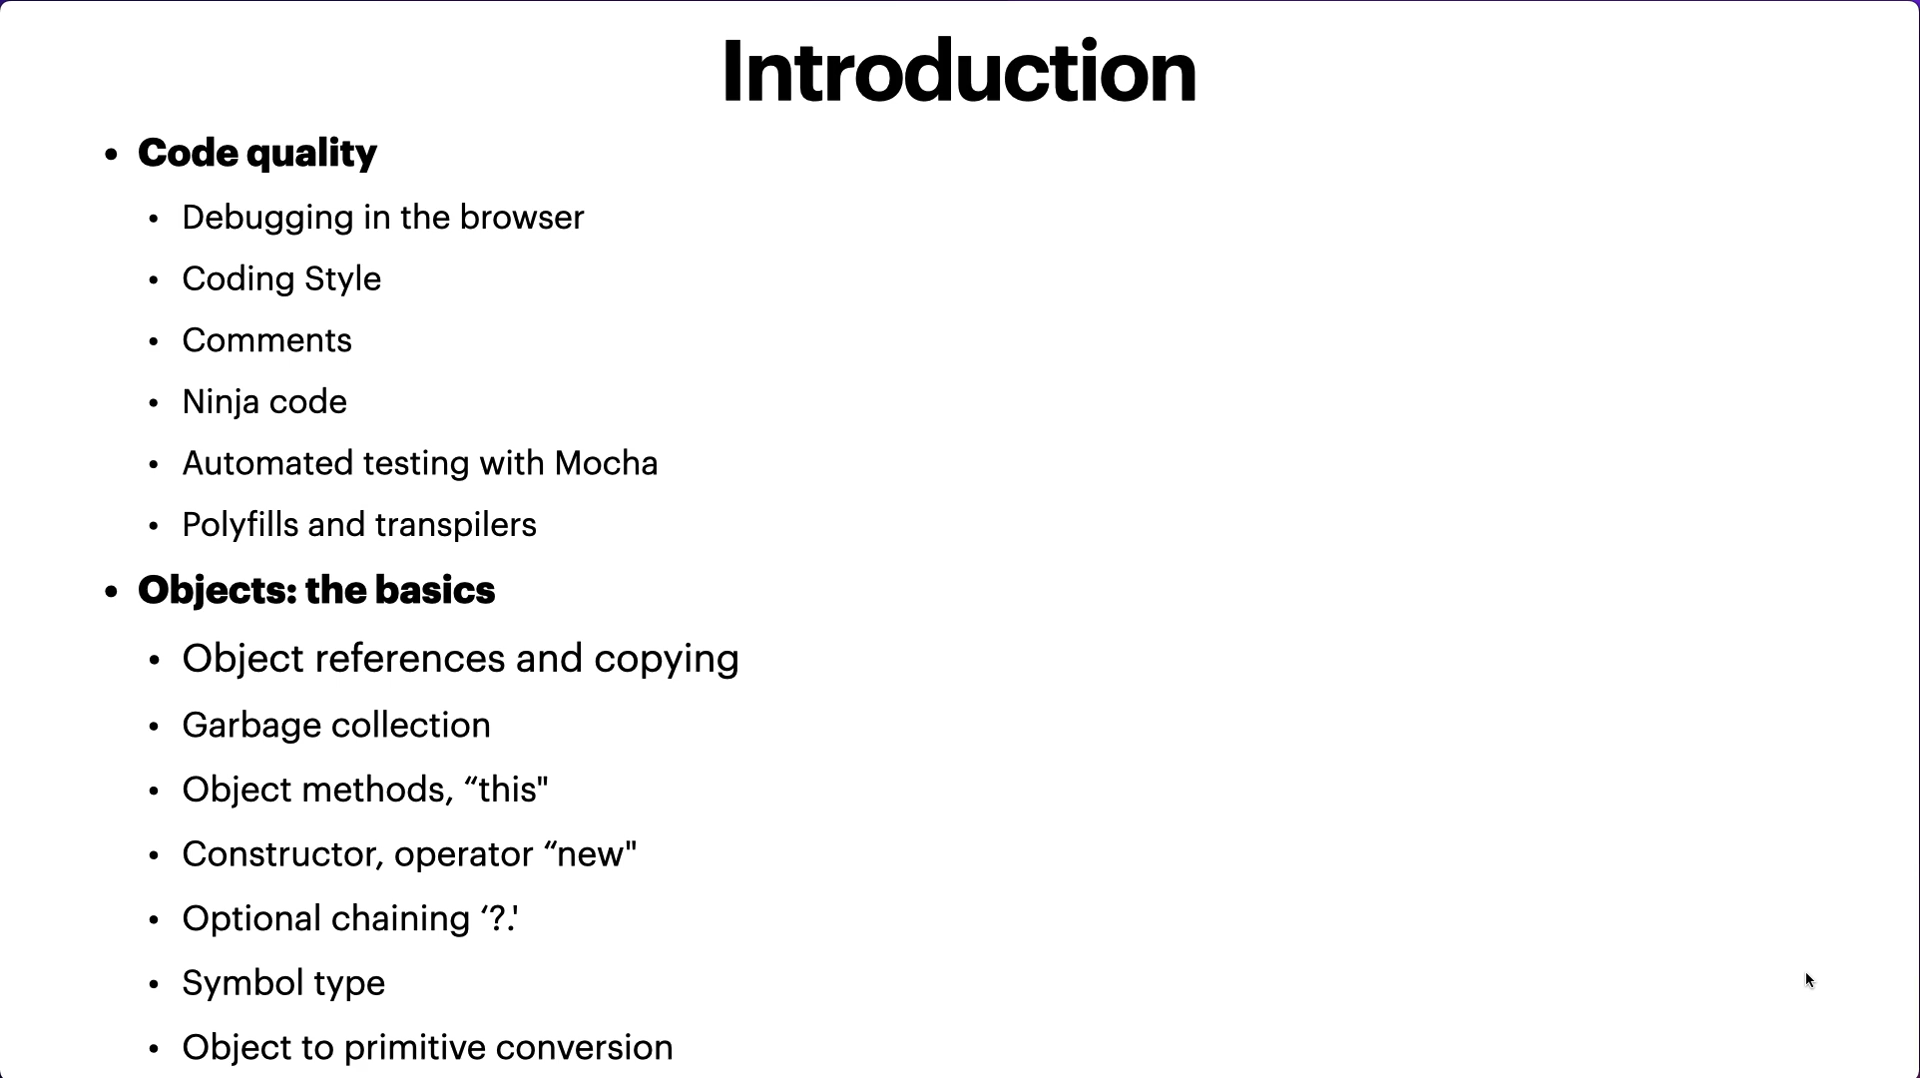 Introduction
• Code quality
• Debugging in the browser
• Coding Style
• Comments
• Ninja code
• Automated testing with Mocha
• Polyfills and transpilers
• Objects: the basics
• Object references and copying
• Garbage collection
• Object methods, “this"
• Constructor, operator “new"
• Optional chaining ‘?.'
• Symbol type
• Object to primitive conversion